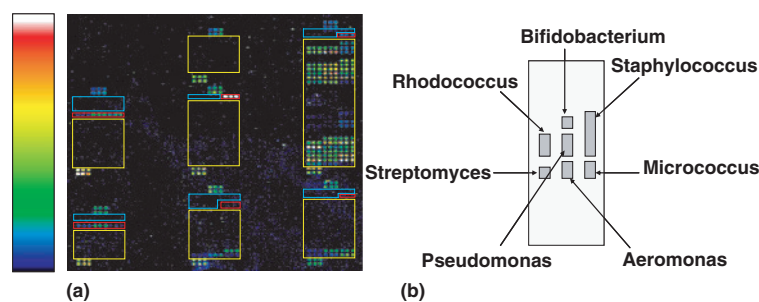 Bifidobacterium
Staphylococcus
Rhodococcus
Streptomyces
Micrococcus
Pseudomonas
Aeromonas
(a)
(b)